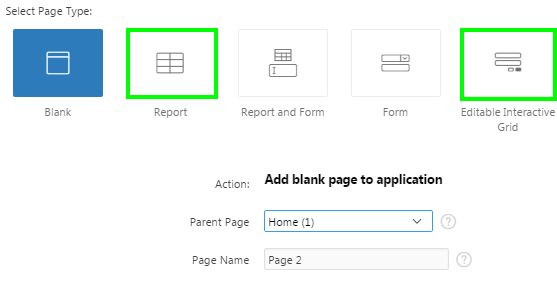 Select Page Type:
Blank
Report
Report and Form
Form
Editable Interactive
Grid
Action:
Add blank page to application
Parent Page
Home (1)
?
Page Name
Page 2
?